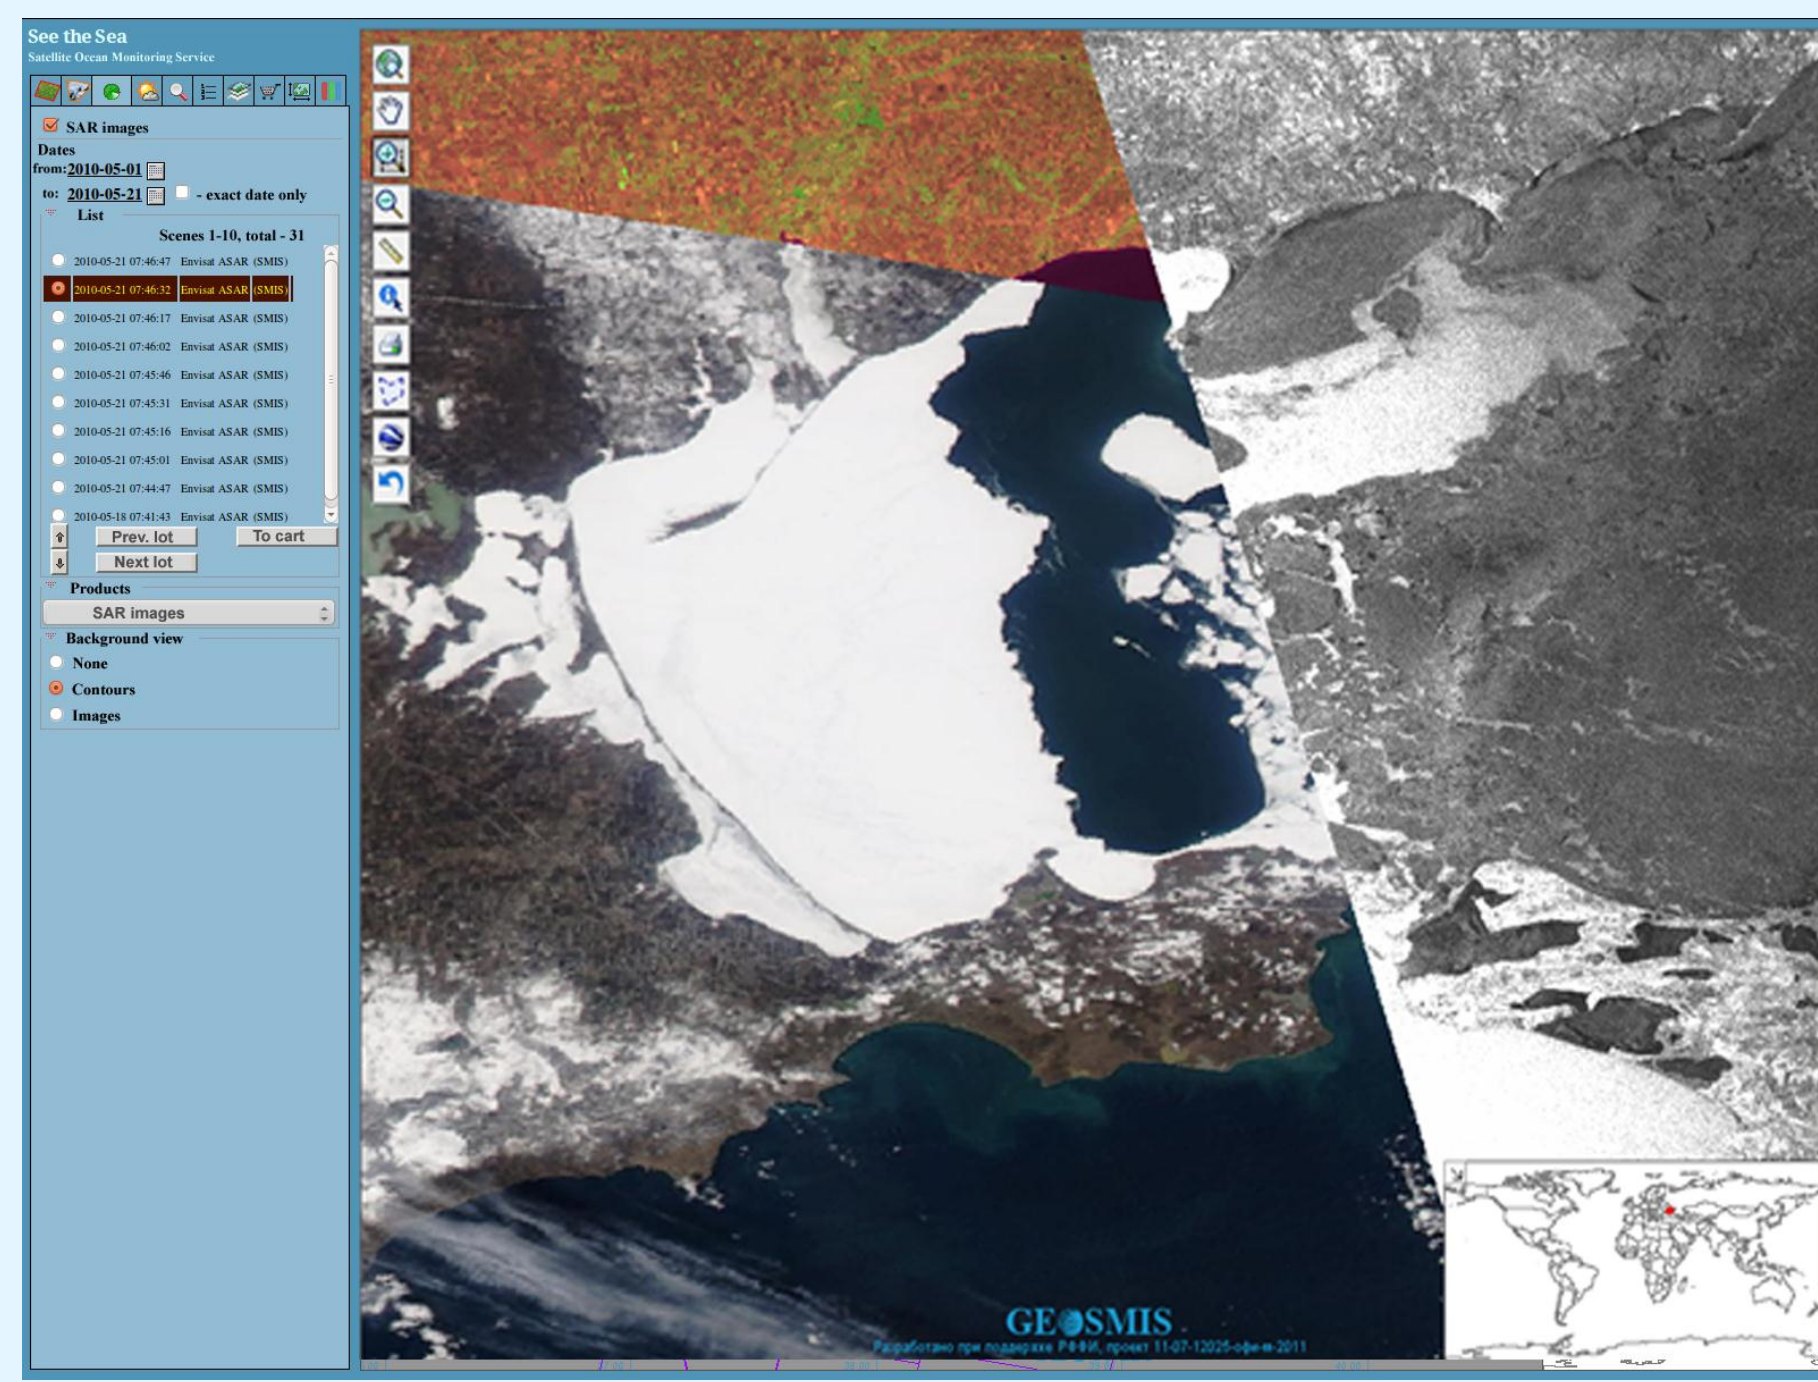 See the Sea
Satellite Ocean Monitoring Service
SAR images
Dates
from: 2010-05-01
to: 2010-05-21 - exact date only
List
Scenes 1-10, total - 31
2010-05-21 07:46:47 Envisat ASAR (SMIS)
2010-05-21 07:46:32 Envisat ASAR (SMIS)
2010-05-21 07:46:17 Envisat ASAR (SMIS)
2010-05-21 07:46:02 Envisat ASAR (SMIS)
2010-05-21 07:45:46 Envisat ASAR (SMIS)
2010-05-21 07:45:31 Envisat ASAR (SMIS)
2010-05-21 07:45:16 Envisat ASAR (SMIS)
2010-05-21 07:45:01 Envisat ASAR (SMIS)
2010-05-21 07:44:47 Envisat ASAR (SMIS)
2010-05-18 07:41:43 Envisat ASAR (SMIS)
Prev. lot To cart
Next lot
Products
SAR images
Background view
None
Contours
Images
GEOSMIS
Разработано при поддержке РФФИ, проект 11-07-12025-офи-м-2011